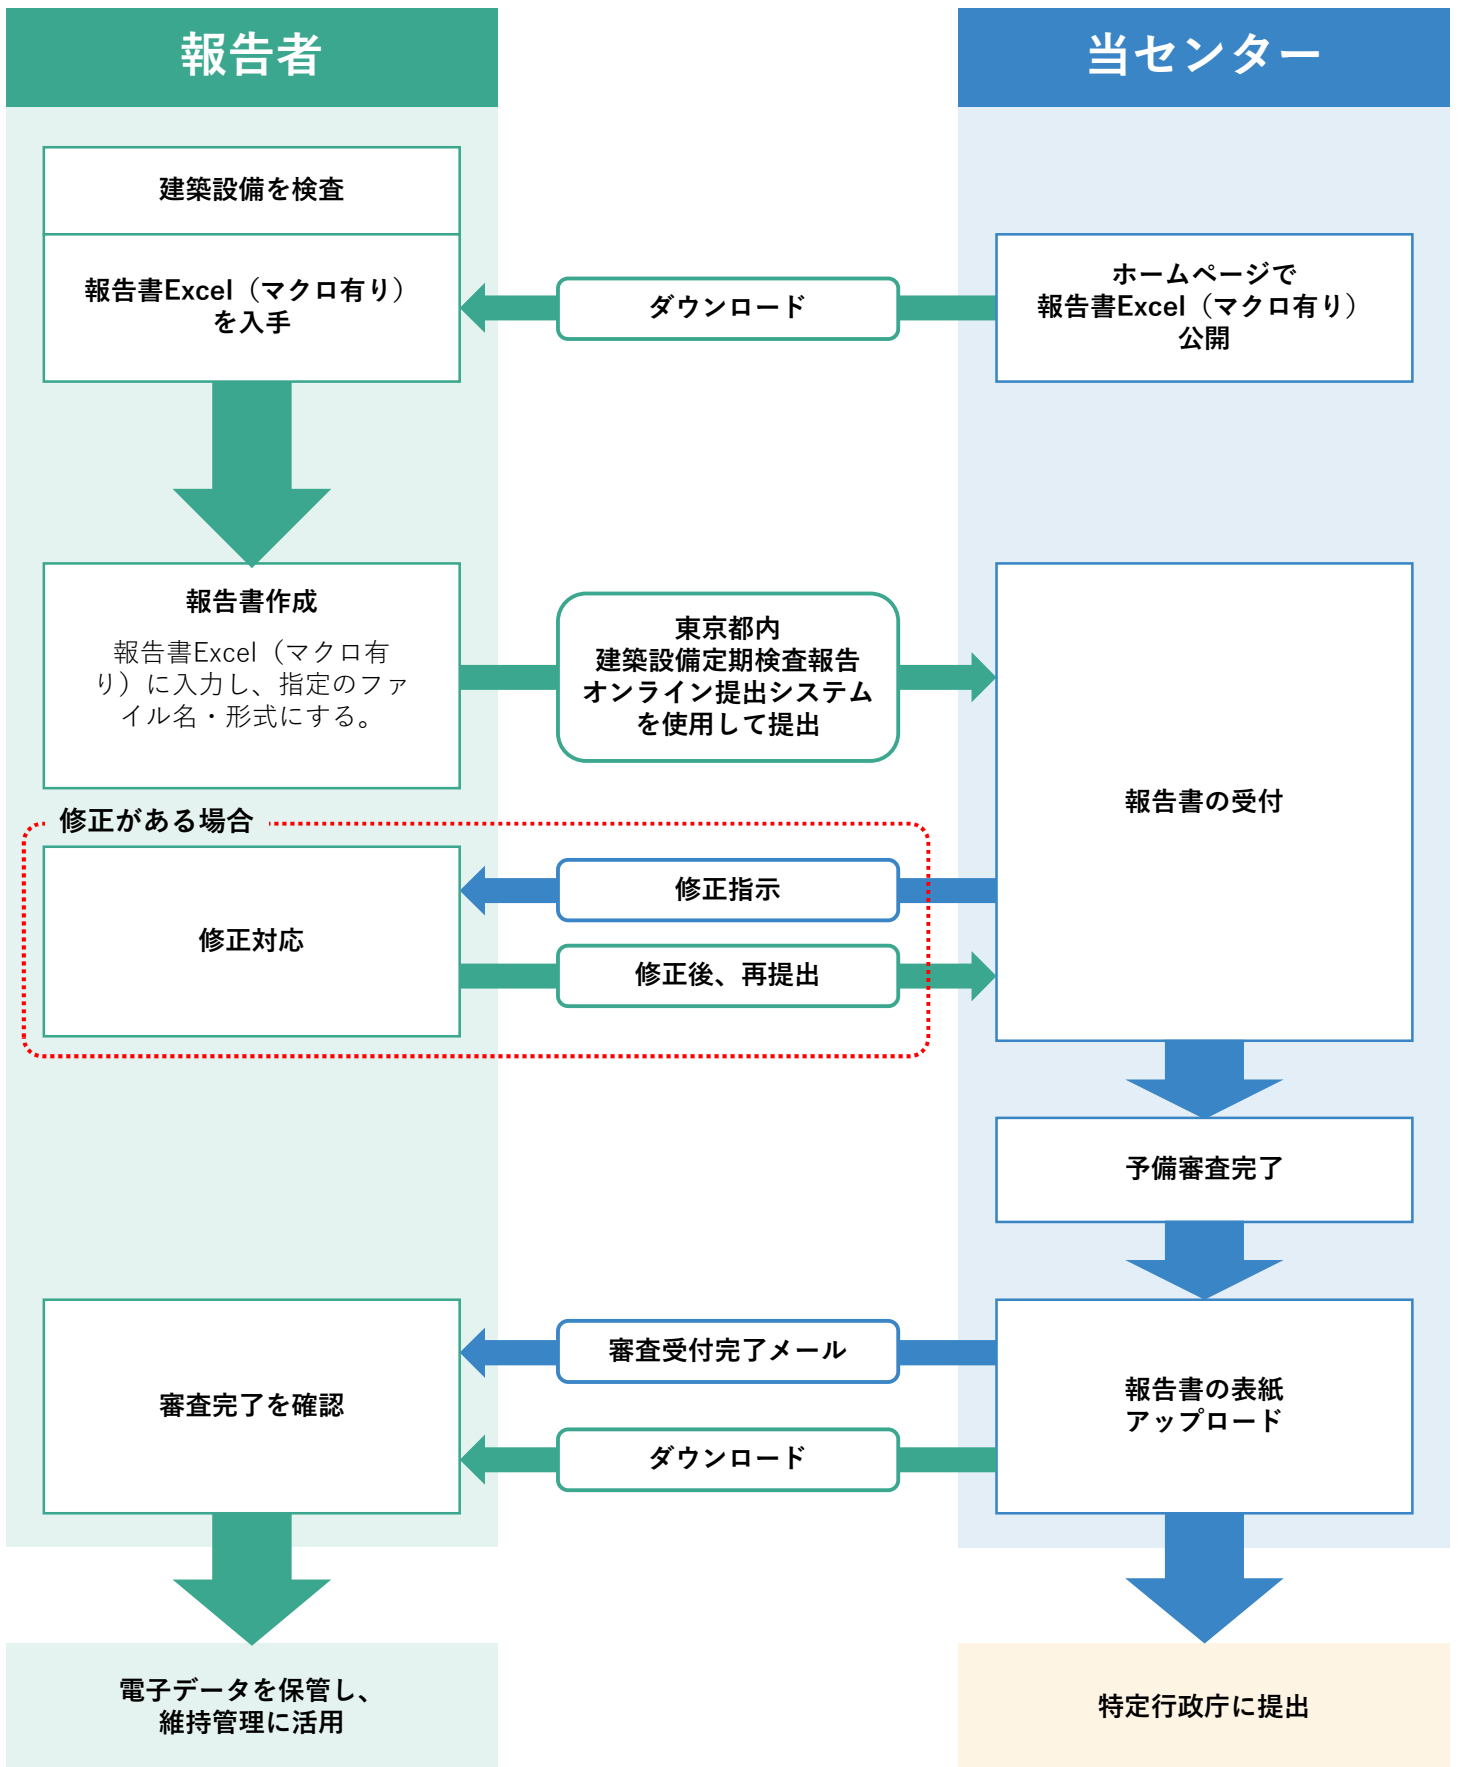 報告者
当センター
建築設備を検査
報告書Excel（マクロ有り）
を入手
ダウンロード
ホームページで
報告書Excel（マクロ有り）
公開
報告書作成
報告書Excel（マクロ有
り）に入力し、指定のファ
イル名・形式にする。
東京都内
建築設備定期検査報告
オンライン提出システム
を使用して提出
報告書の受付
修正がある場合
修正対応
修正指示
修正後、再提出
予備審査完了
審査完了を確認
審査受付完了メール
ダウンロード
報告書の表紙
アップロード
電子データを保管し、
維持管理に活用
特定行政庁に提出